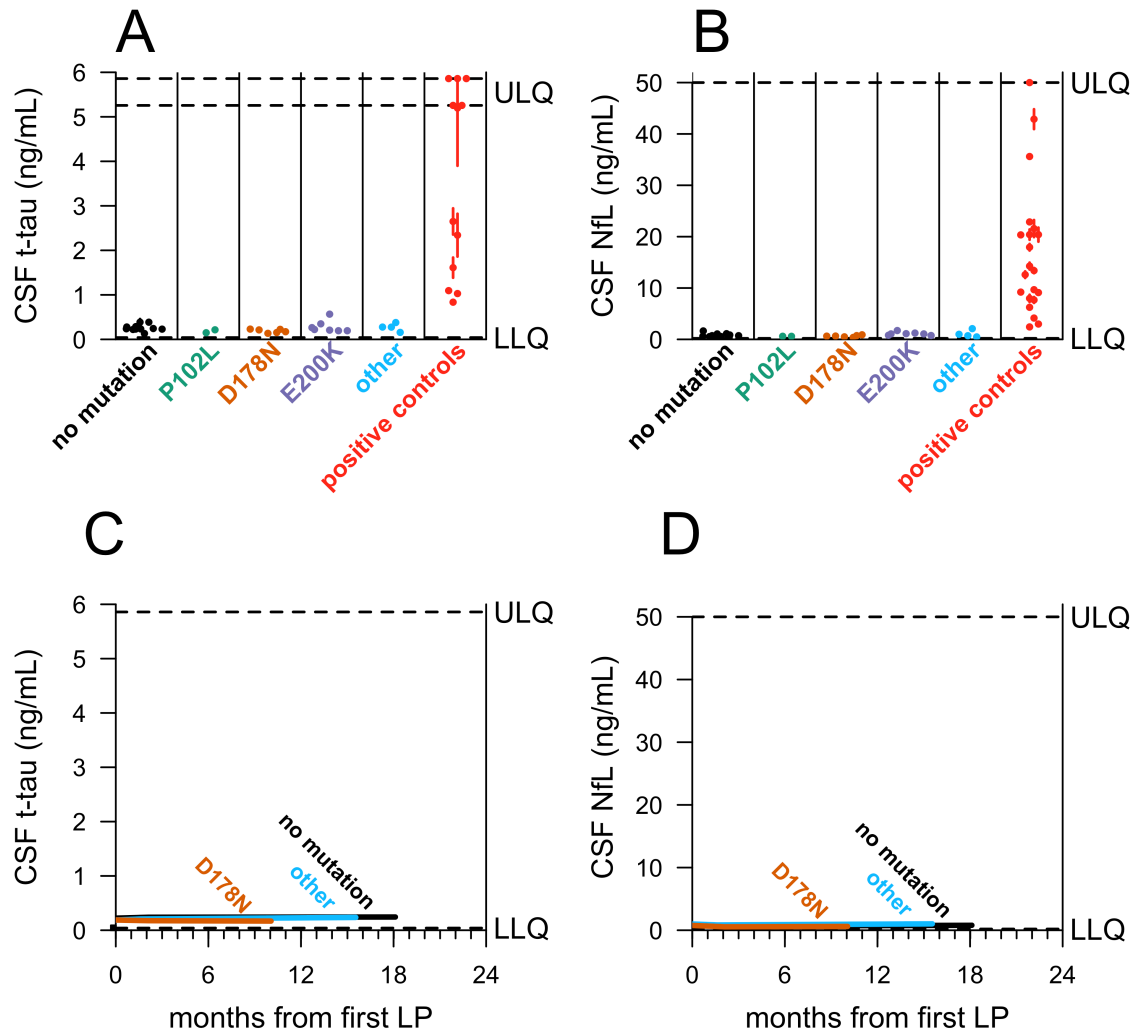 A
CSF t-tau (ng/mL)
6
5
4
3
2
1
0
ULQ
LLQ
no mutation
P102L
D178N
E200K
other
positive controls
B
CSF NfL (ng/mL)
50
40
30
20
10
0
ULQ
LLQ
no mutation
P102L
D178N
E200K
other
positive controls
C
CSF t-tau (ng/mL)
6
5
4
3
2
1
0
ULQ
LLQ
D178N
other
no mutation
0
6
12
18
24
months from first LP
D
CSF NfL (ng/mL)
50
40
30
20
10
0
ULQ
LLQ
D178N
other
no mutation
0
6
12
18
24
months from first LP